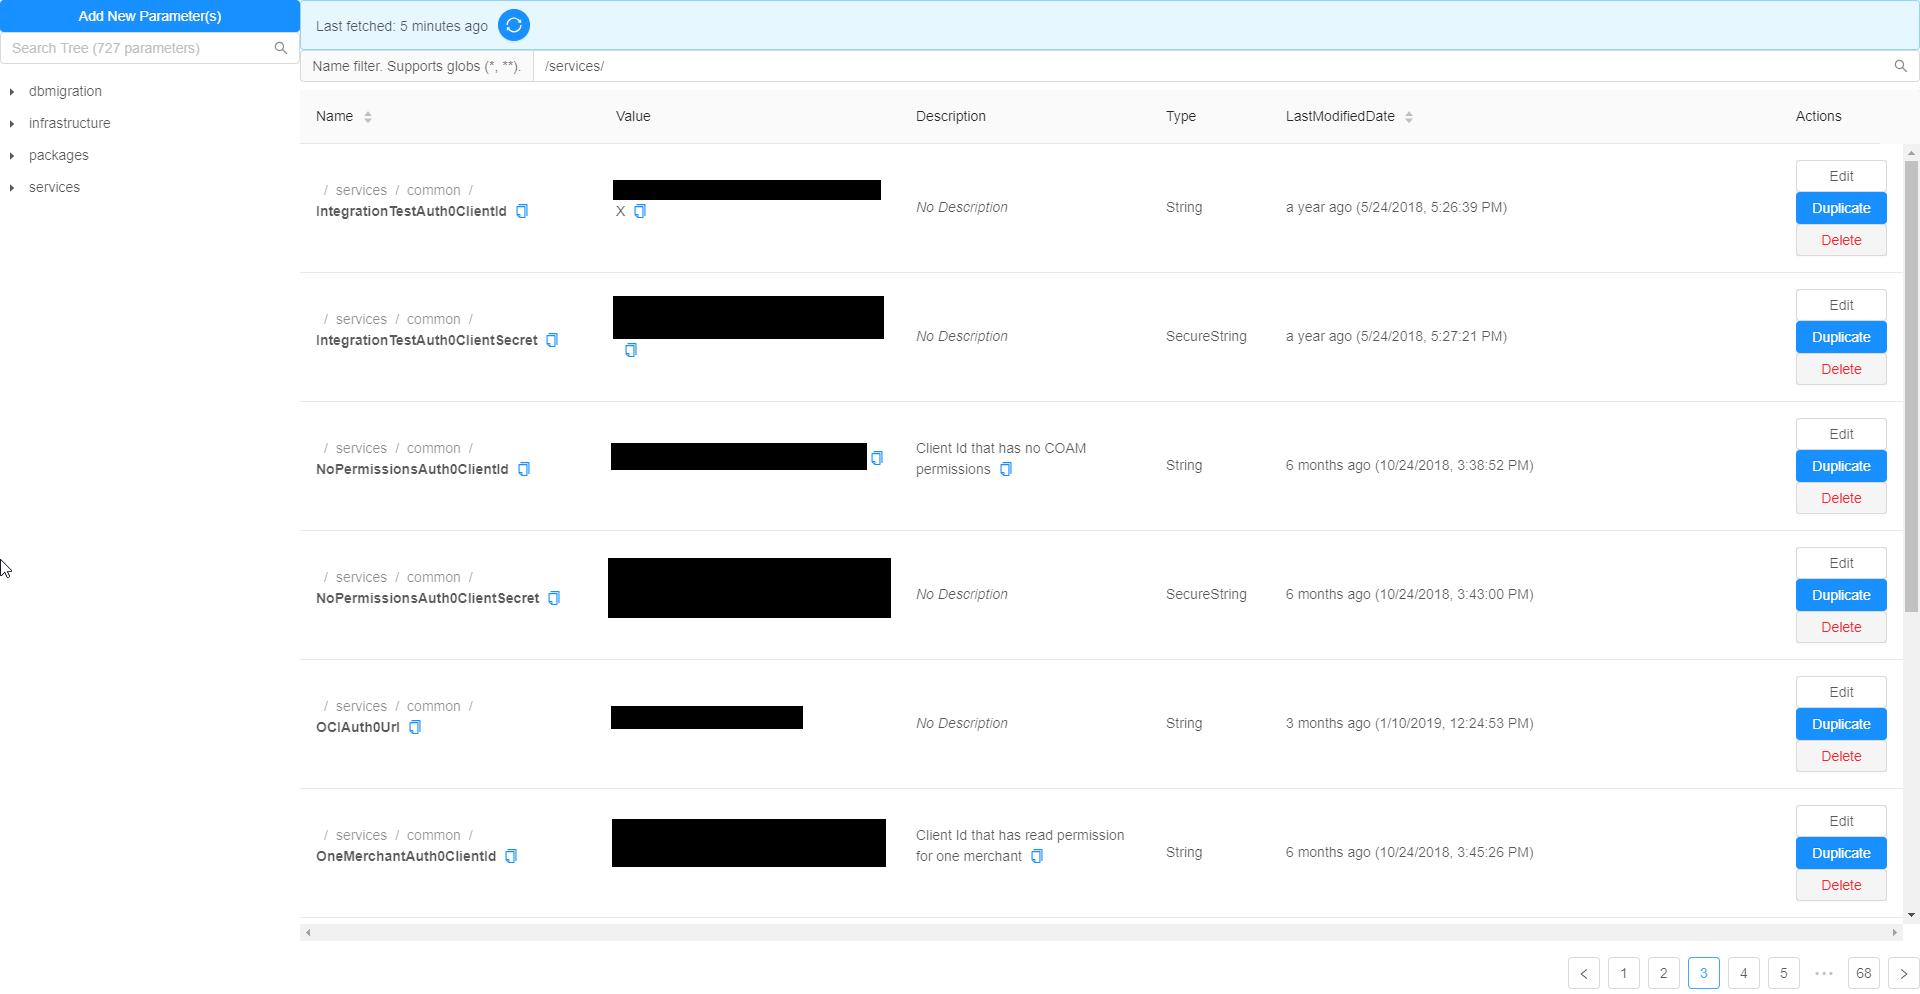 Add New Parameter(s)
Search Tree (727 parameters)
dbmigration
infrastructure
packages
services
Last fetched: 5 minutes ago
Name filter. Supports globs (*, **). /services/
Name Value Description Type LastModifiedDate Actions
/ services / common /
IntegrationTestAuth0ClientId
X
No Description
String
a year ago (5/24/2018, 5:26:39 PM)
Edit
Duplicate
Delete
/ services / common /
IntegrationTestAuth0ClientSecret
No Description
SecureString
a year ago (5/24/2018, 5:27:21 PM)
Edit
Duplicate
Delete
/ services / common /
NoPermissionsAuth0ClientId
Client Id that has no COAM
permissions
String
6 months ago (10/24/2018, 3:38:52 PM)
Edit
Duplicate
Delete
/ services / common /
NoPermissionsAuth0ClientSecret
No Description
SecureString
6 months ago (10/24/2018, 3:43:00 PM)
Edit
Duplicate
Delete
/ services / common /
OCIAuth0Url
No Description
String
3 months ago (1/10/2019, 12:24:53 PM)
Edit
Duplicate
Delete
/ services / common /
OneMerchantAuth0ClientId
Client Id that has read permission
for one merchant
String
6 months ago (10/24/2018, 3:45:26 PM)
Edit
Duplicate
Delete
< 1 2 3 4 5 ••• 68 >